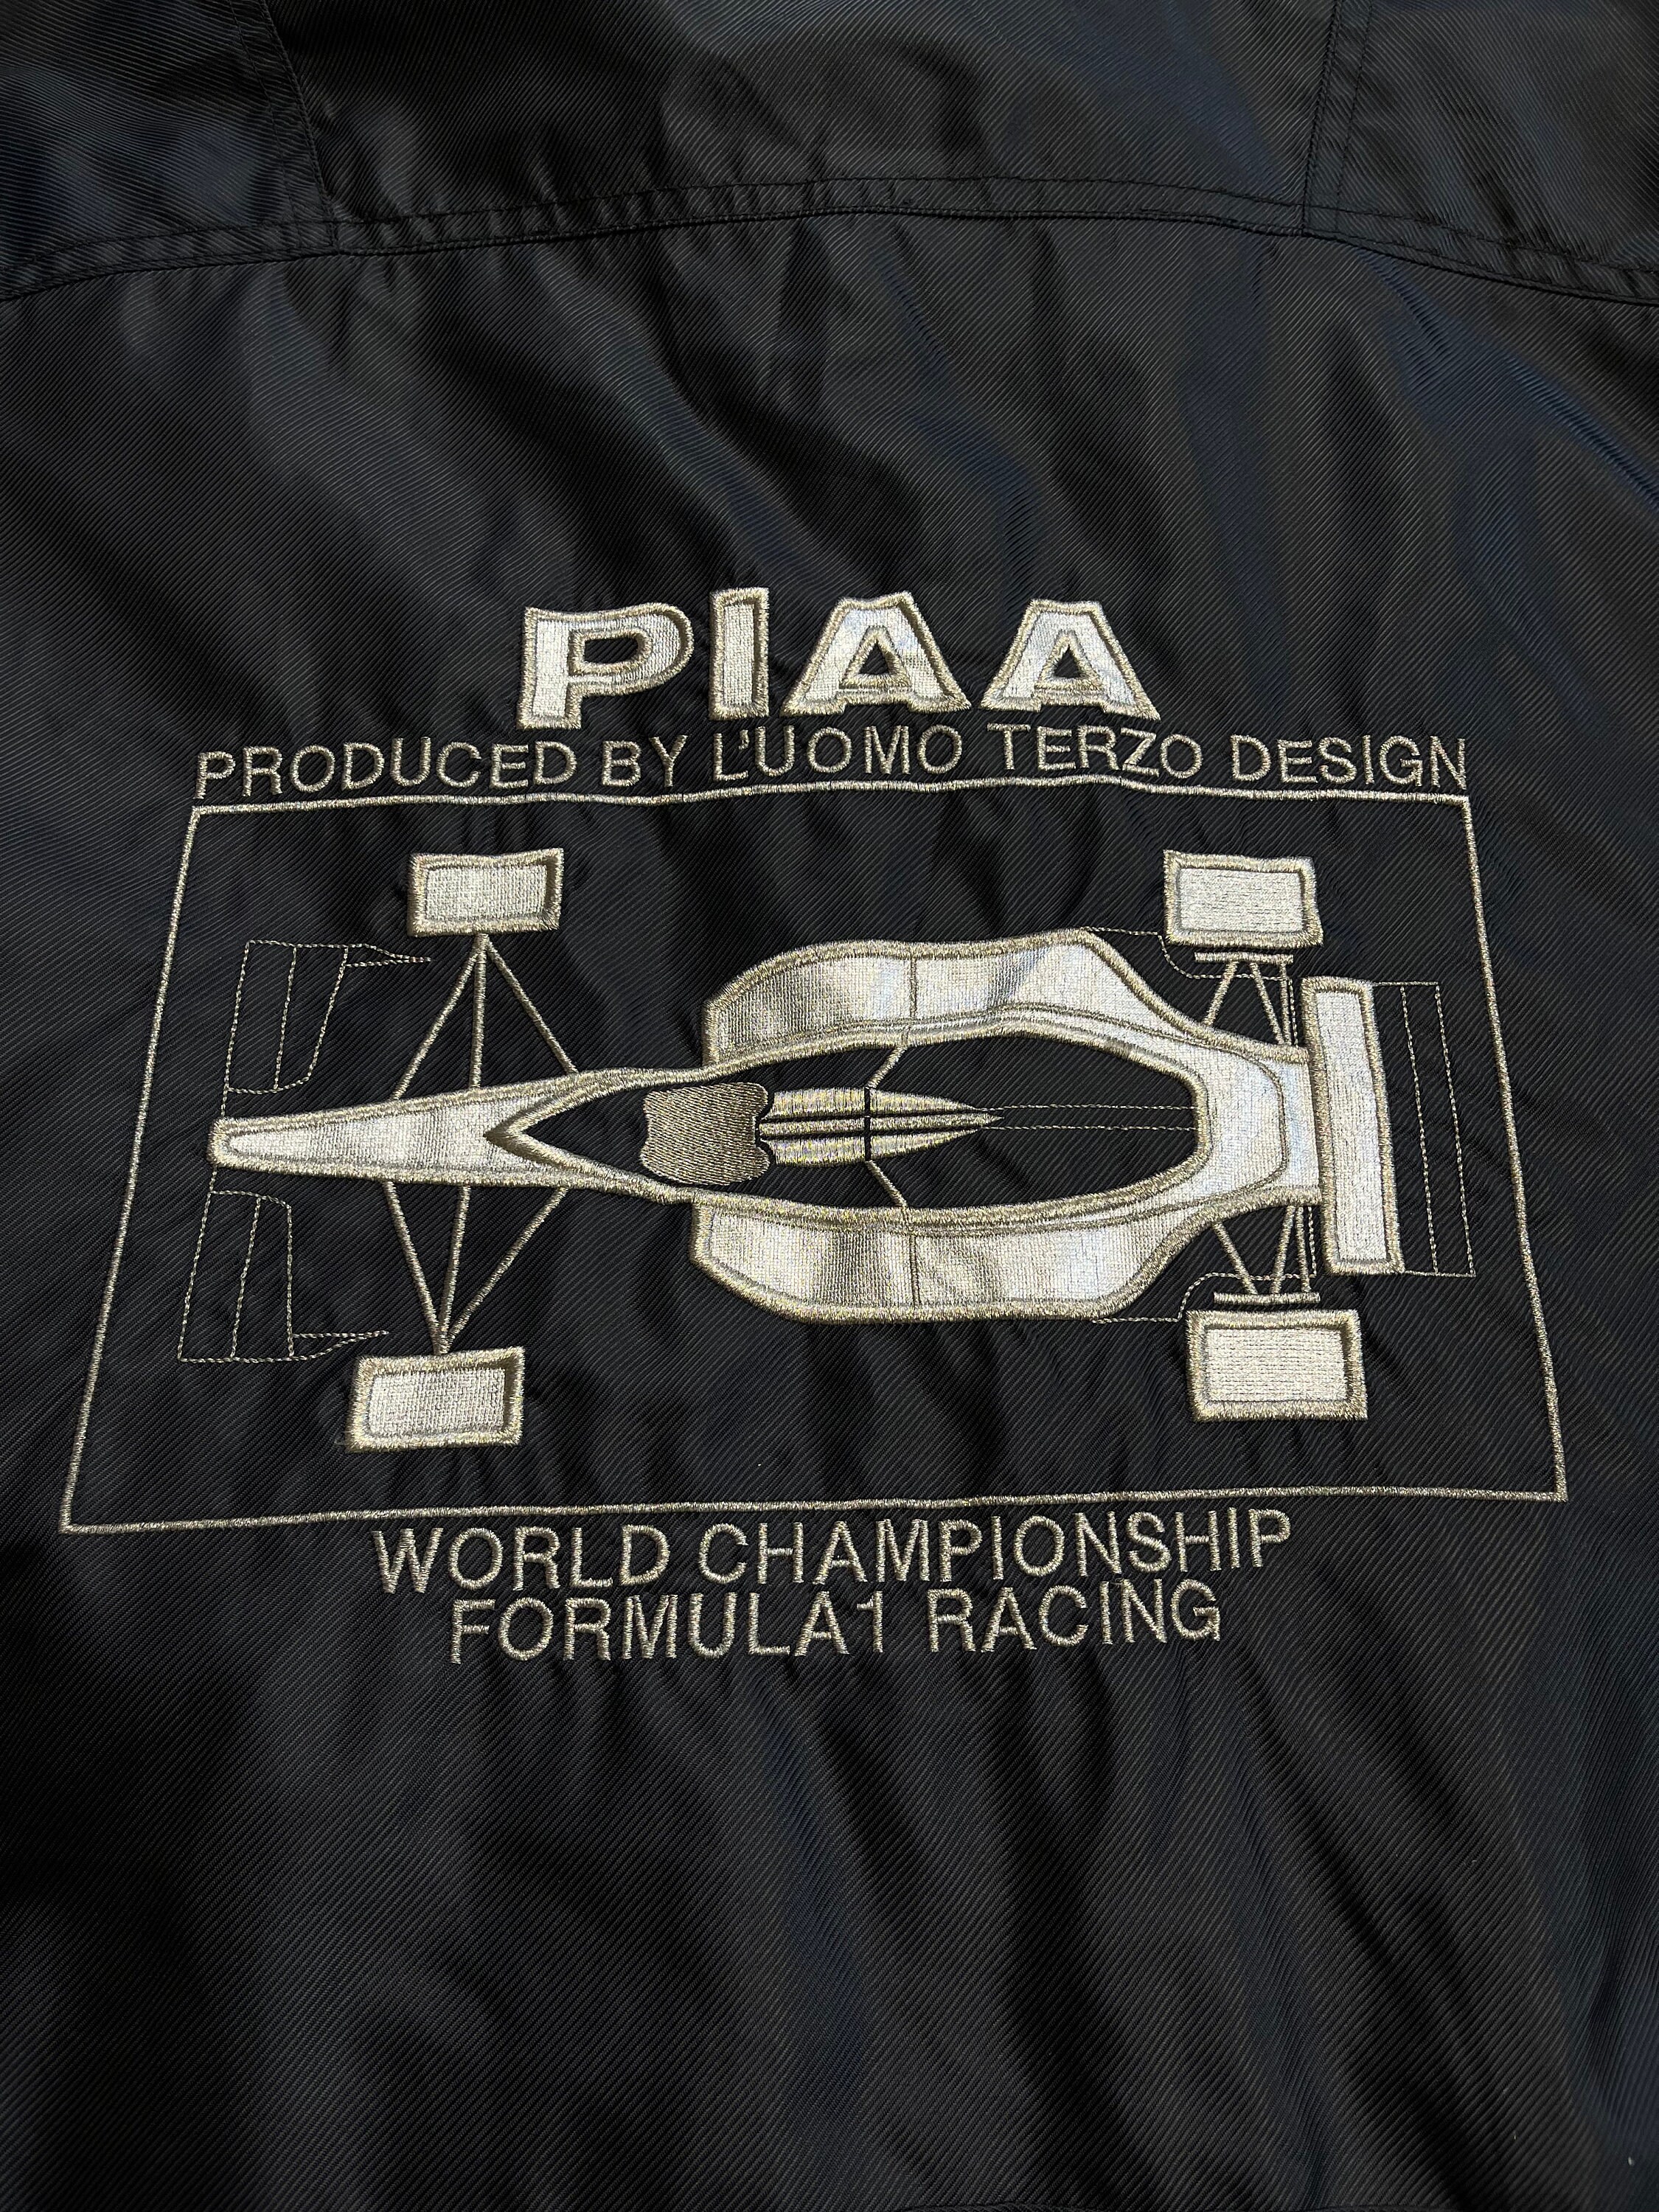 PIAA
PRODUCED BY L'UOMO TERZO DESIGN
WORLD CHAMPIONSHIP
FORMULA1 RACING